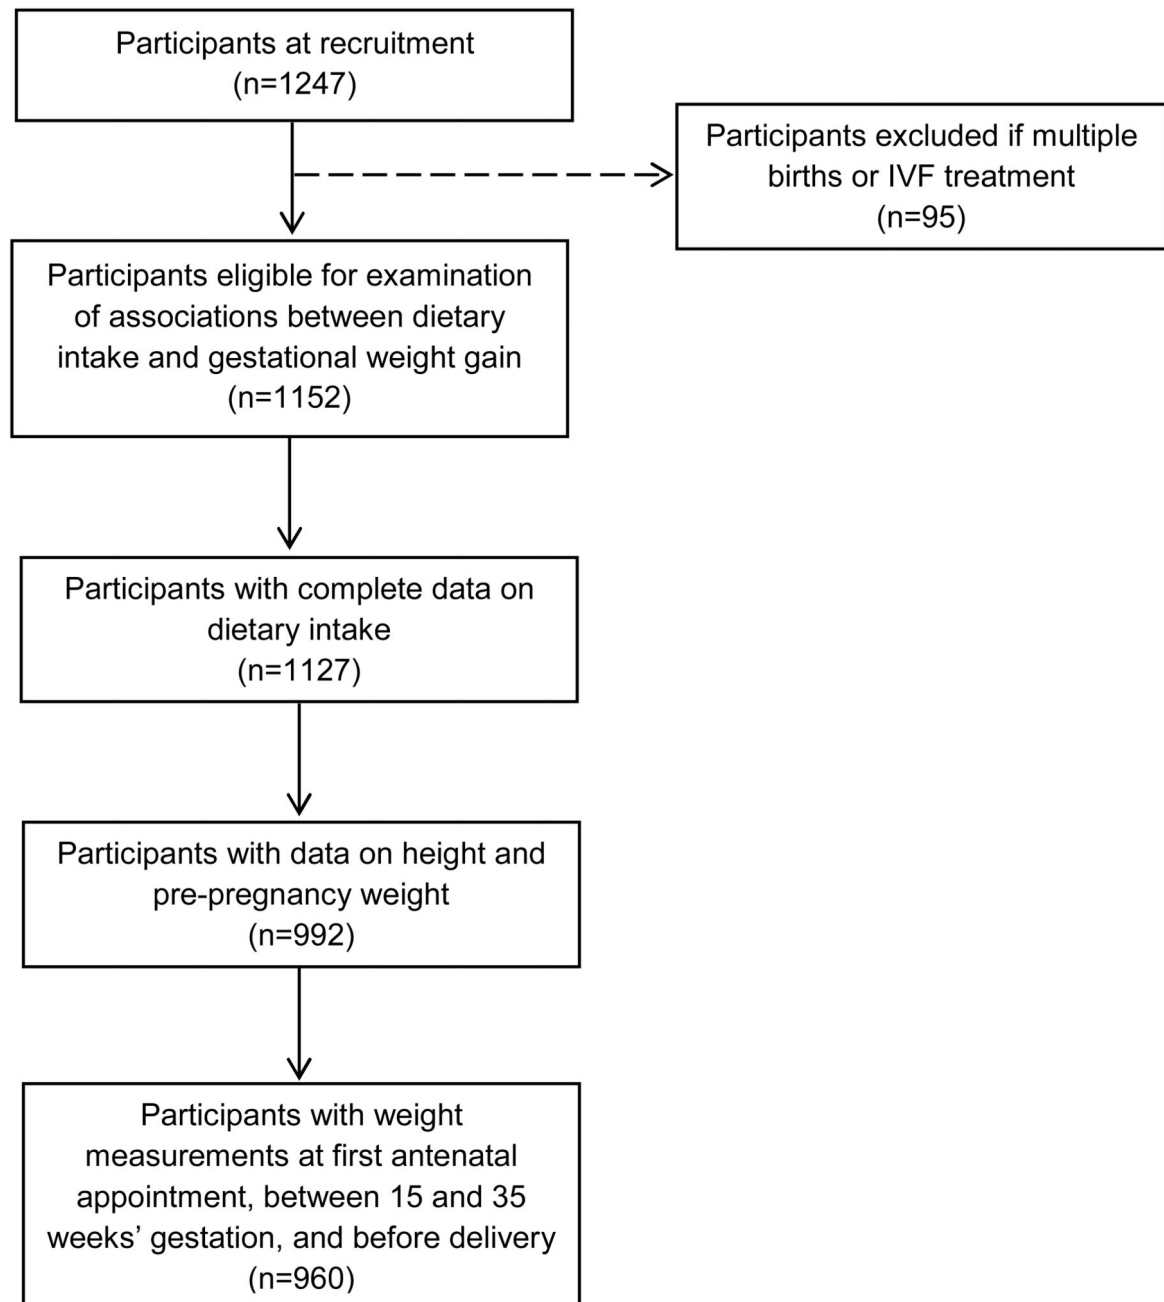 Participants at recruitment
(n=1247)
Participants excluded if multiple
births or IVF treatment
(n=95)
Participants eligible for examination
of associations between dietary
intake and gestational weight gain
(n=1152)
Participants with complete data on
dietary intake
(n=1127)
Participants with data on height and
pre-pregnancy weight
(n=992)
Participants with weight
measurements at first antenatal
appointment, between 15 and 35
weeks’ gestation, and before delivery
(n=960)